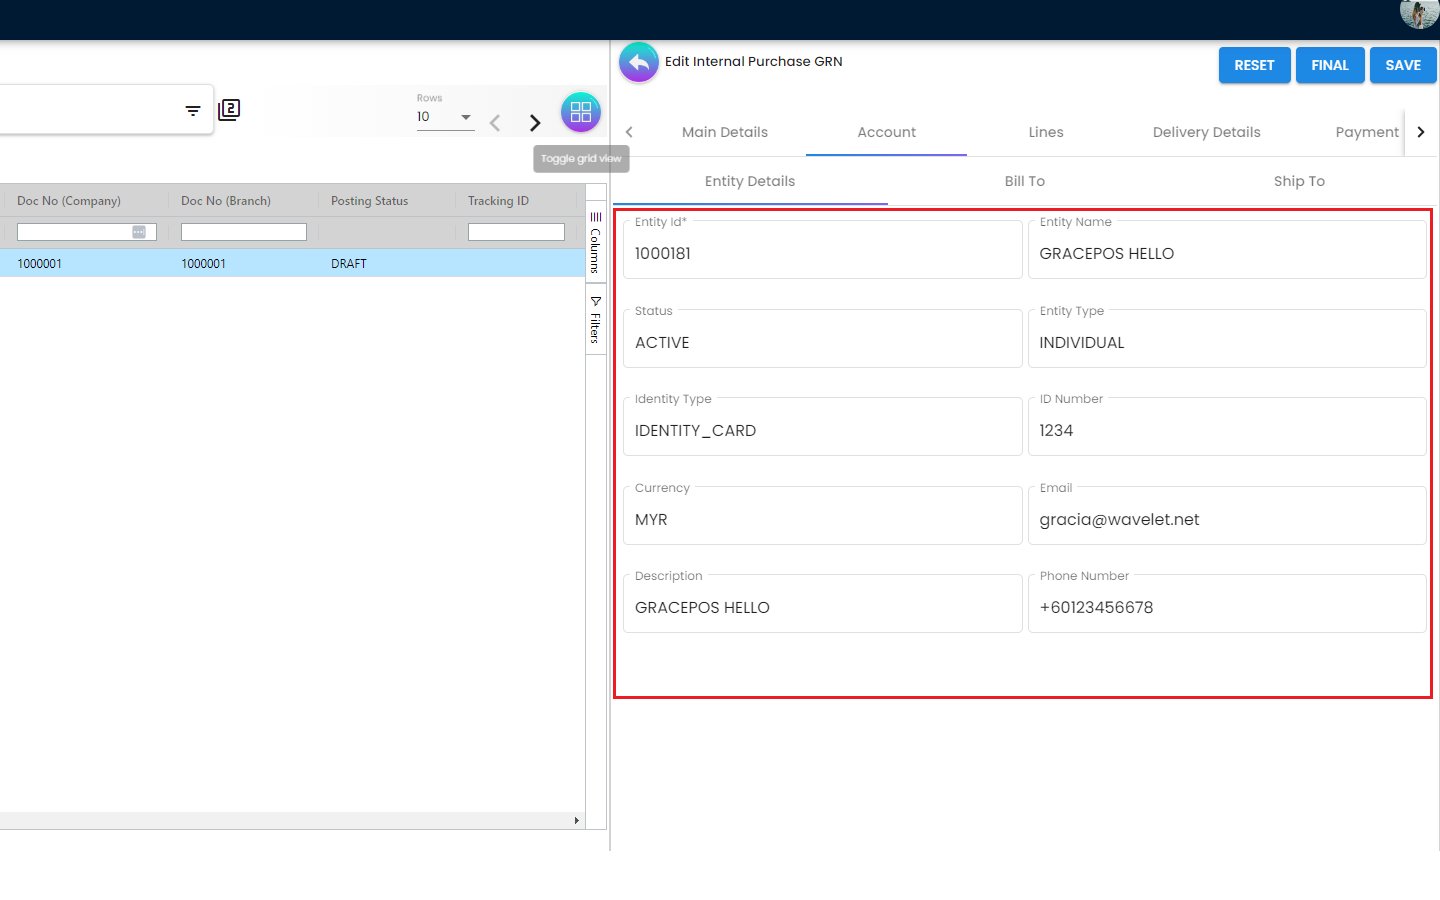 Edit Internal Purchase GRN
RESET
FINAL
SAVE
2
Rows
10
Toggle grid view
Main Details
Account
Lines
Delivery Details
Payment
Entity Details
Bill To
Ship To
Doc No (Company)
Doc No (Branch)
Posting Status
Tracking ID
1000001
1000001
DRAFT
Columns
Filters
Entity Id*
1000181
Entity Name
GRACEPOS HELLO
Status
ACTIVE
Entity Type
INDIVIDUAL
Identity Type
IDENTITY_CARD
ID Number
1234
Currency
MYR
Email
gracia@wavelet.net
Description
GRACEPOS HELLO
Phone Number
+60123456678